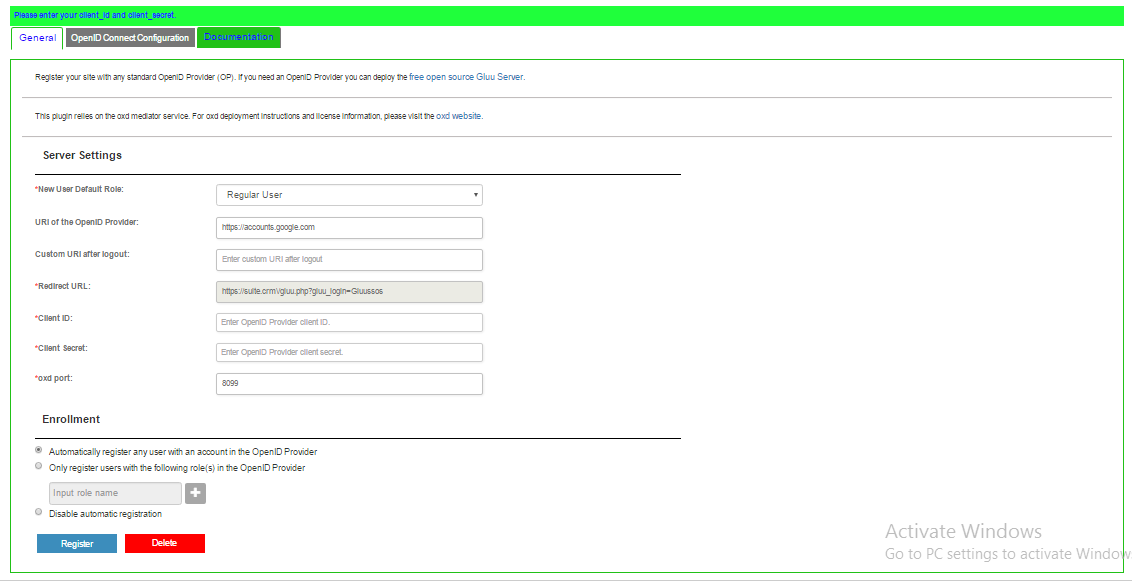 Please enter your client_id and client_secret.
General OpenID Connect Configuration Documentation
Register your site with any standard OpenID Provider (OP). If you need an OpenID Provider you can deploy the free open source Gluu Server.
This plugin relies on the oxd mediator service. For oxd deployment instructions and license information, please visit the oxd website.
Server Settings
*New User Default Role: Regular User
URI of the OpenID Provider: https://accounts.google.com
Custom URI after logout: Enter custom URI after logout
*Redirect URL: https://suite.crm\/gluu.php?gluu_login=Gluussos
*Client ID: Enter OpenID Provider client ID.
*Client Secret: Enter OpenID Provider client secret.
*oxd port: 8099
Enrollment
Automatically register any user with an account in the OpenID Provider
Only register users with the following role(s) in the OpenID Provider
Input role name
Disable automatic registration
Register Delete
Activate Windows
Go to PC settings to activate Window